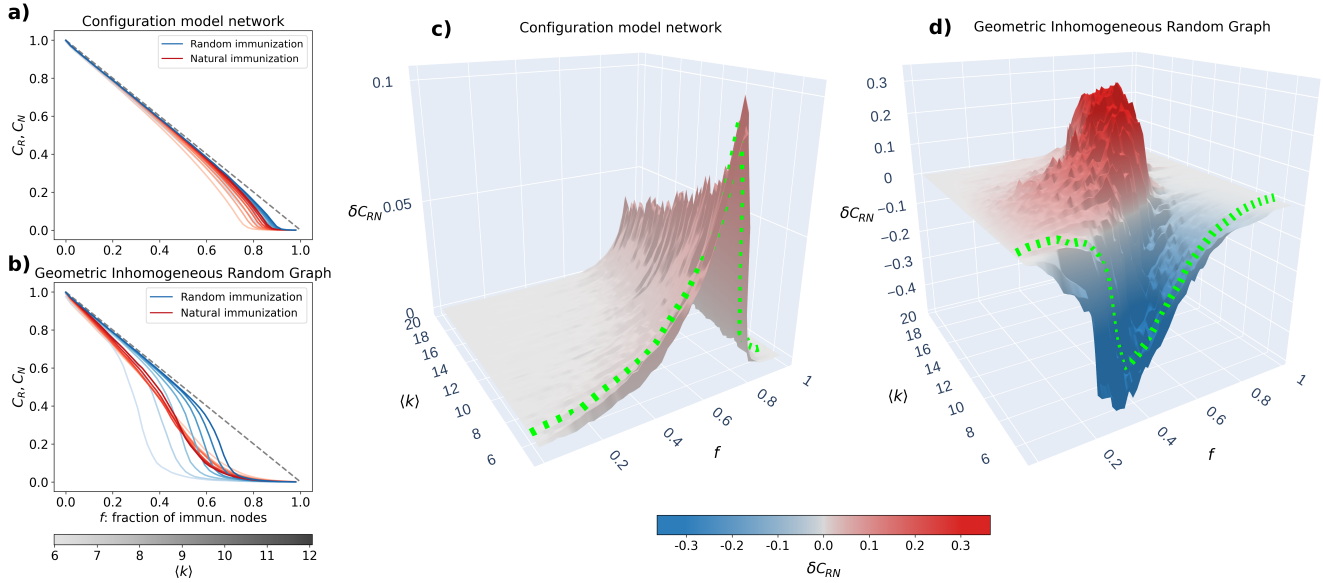 a)
Configuration model network
Random immunization
Natural immunization
1.0
0.8
0.6
0.4
0.2
0.0
C_R, C_N
0.0 0.2 0.4 0.6 0.8 1.0
b)
Geometric Inhomogeneous Random Graph
Random immunization
Natural immunization
1.0
0.8
0.6
0.4
0.2
0.0
C_R, C_N
0.0 0.2 0.4 0.6 0.8 1.0
f: fraction of immun. nodes
6 7 8 9 10 11 12
⟨k⟩
c)
Configuration model network
0.1
0.05
0
δC_RN
20
18
16
14
12
10
8
6
⟨k⟩
0.2
0.4
0.6
0.8
1
f
d)
Geometric Inhomogeneous Random Graph
0.3
0.2
0.1
0
−0.1
−0.2
−0.3
−0.4
δC_RN
20
18
16
14
12
10
8
6
⟨k⟩
0.2
0.4
0.6
0.8
1
f
-0.3 -0.2 -0.1 0.0 0.1 0.2 0.3
δC_RN